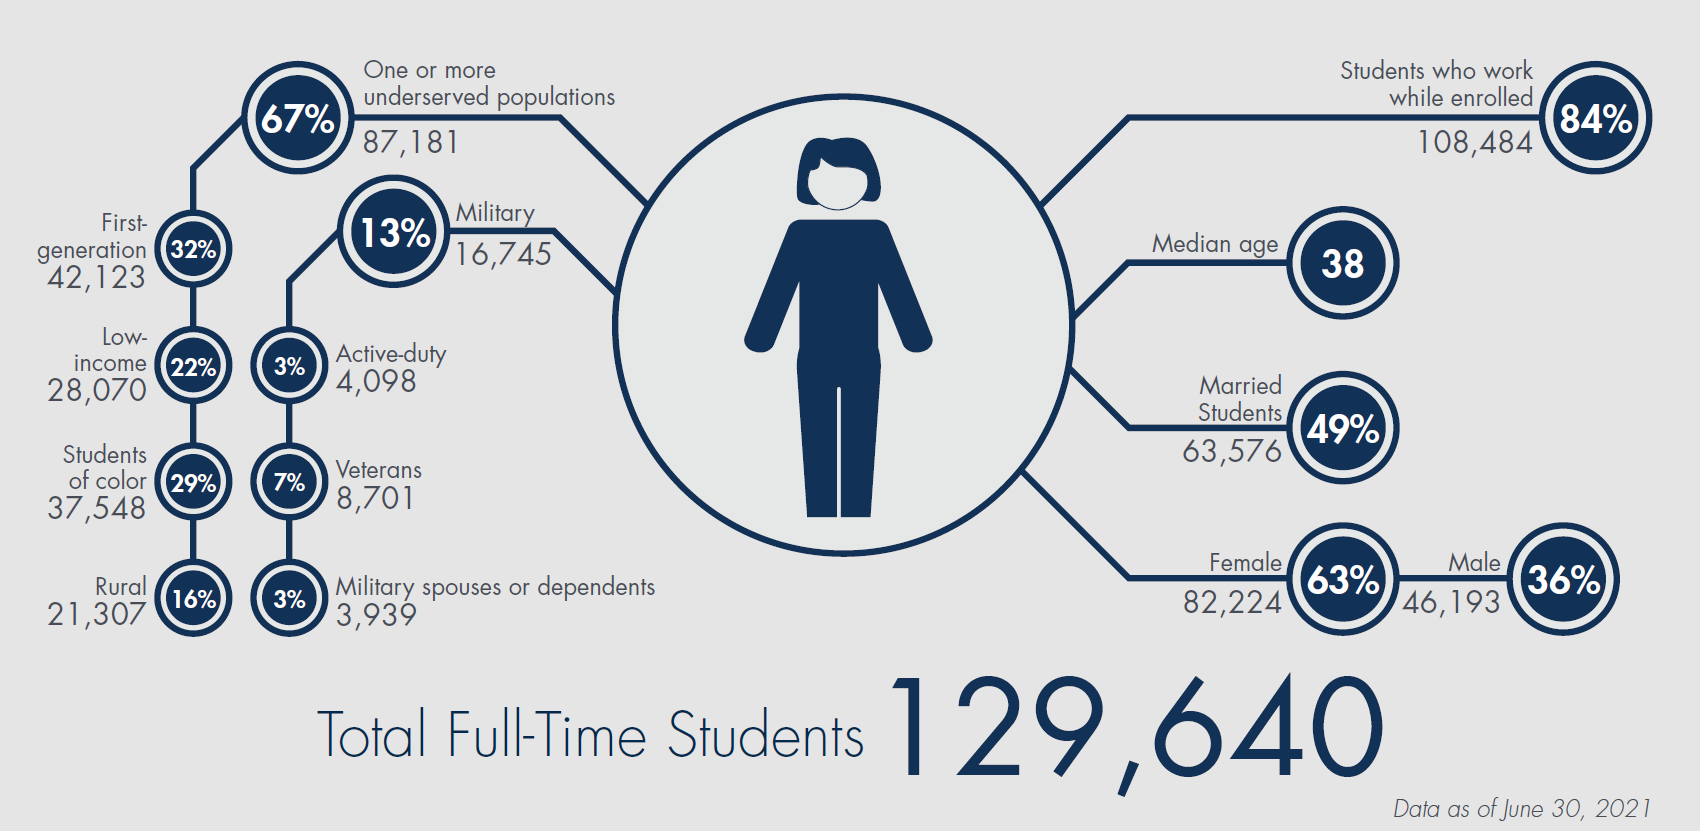 67%
One or more
underserved populations
87,181
First-
generation
42,123
32%
Low-
income
28,070
22%
Students
of color
37,548
29%
Rural
21,307
16%
13%
Military
16,745
3%
Active-duty
4,098
7%
Veterans
8,701
3%
Military spouses or dependents
3,939
Students who work
while enrolled
108,484
84%
Median age
38
Married
Students
63,576
49%
Female
82,224
63%
Male
46,193
36%
Total Full-Time Students 129,640
Data as of June 30, 2021